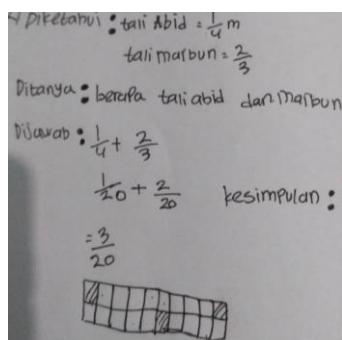 Diketahui : tali Abid = 1/4 m
tali marbun = 2/3
Ditanya : berapa tali abid dan marbun
Dijawab : 1/4 + 2/3
1/20 + 2/20 kesimpulan :
= 3/20